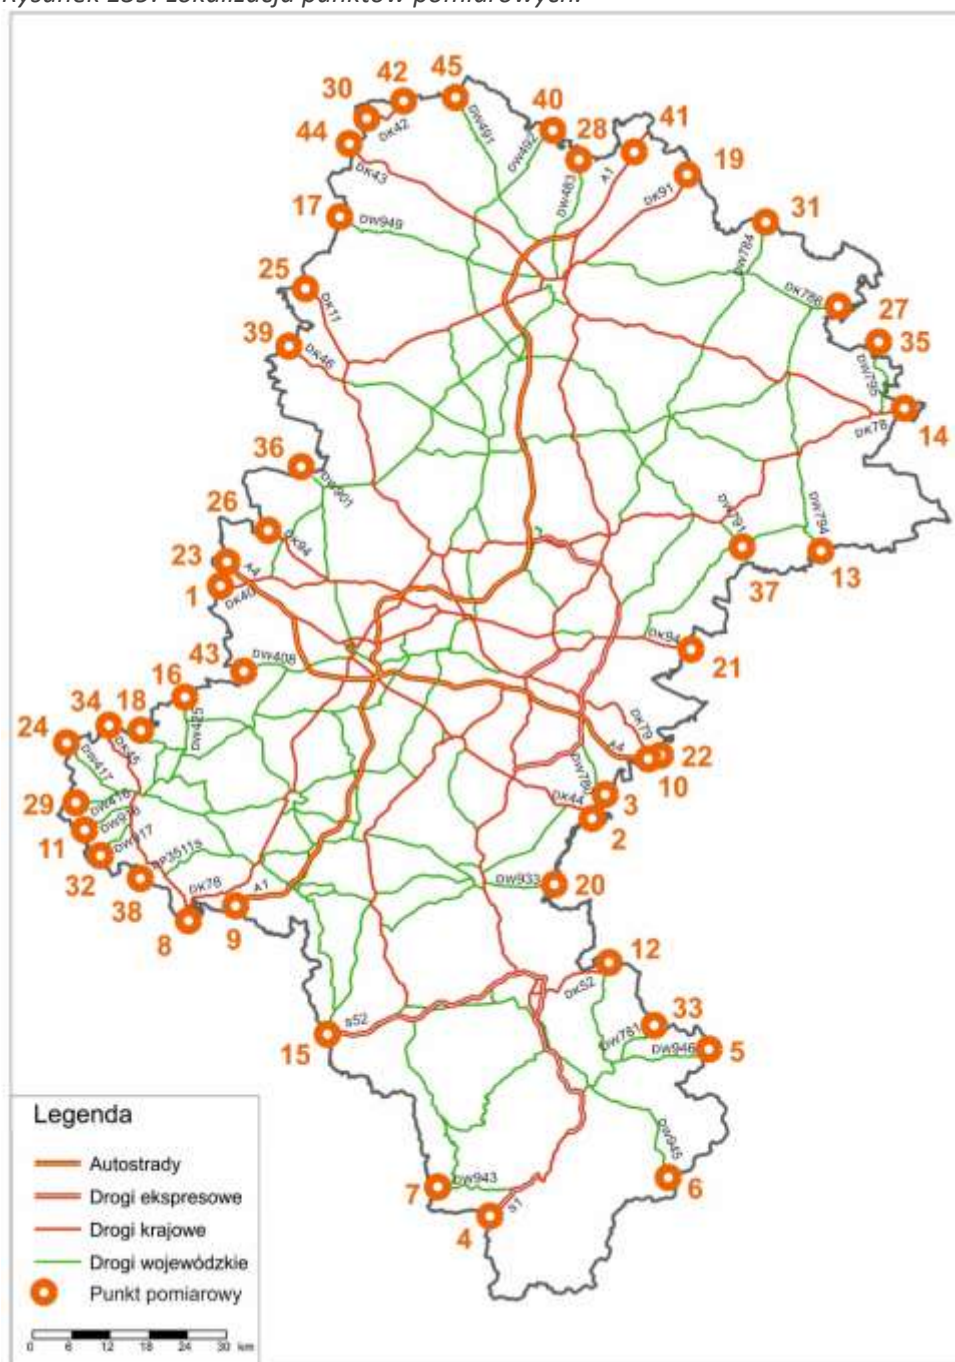 Rysunek 139. Lokalizacja punktów pomiarowych.
42
45
30
40
41
44
28
19
DK42
DW491
DW492
DK43
DW483
A1
DK91
17
DW949
31
DW784
25
DK11
DK786
27
39
DK46
35
DW795
DK78
14
36
DW901
26
DK94
DW791
DW794
23
A4
1
DK40
37
13
DK94
21
43
DW408
16
34
18
DW425
24
DK45
DW417
DK79
A4
22
10
DW780
29
DW416
DW916
DK44
3
11
DW917
2
32
DP3511S
38
DK78
A1
DW933
20
8
9
12
DK52
33
S52
DW781
15
DW946
5
Legenda
DW945
Autostrady
7
DW943
6
Drogi ekspresowe
4
S1
Drogi krajowe
Drogi wojewódzkie
Punkt pomiarowy
0 6 12 18 24 30 km